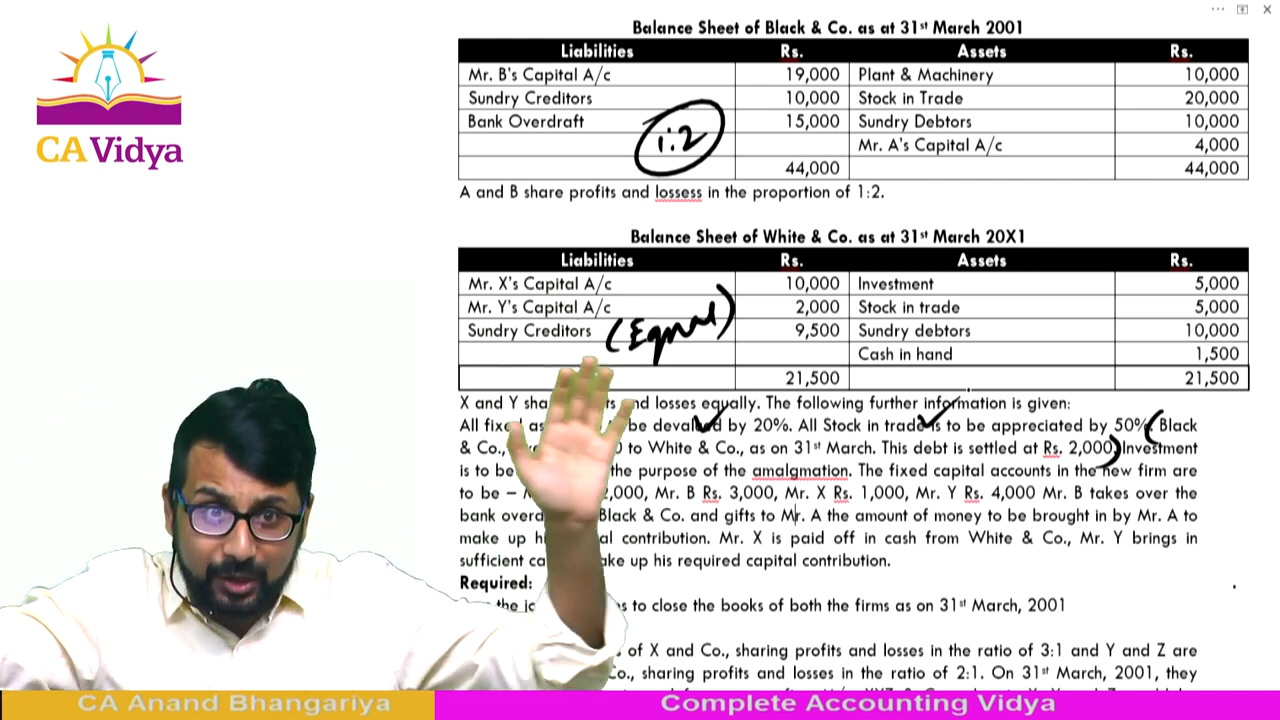 Balance Sheet of Black & Co. as at 31st March 2001
Liabilities Rs. Assets Rs.
Mr. B's Capital A/c 19,000 Plant & Machinery 10,000
Sundry Creditors 10,000 Stock in Trade 20,000
Bank Overdraft 15,000 Sundry Debtors 10,000
1:2 Mr. A's Capital A/c 4,000
44,000 44,000
A and B share profits and lossess in the proportion of 1:2.
CA Vidya
Balance Sheet of White & Co. as at 31st March 20X1
Liabilities Rs. Assets Rs.
Mr. X's Capital A/c 10,000 Investment 5,000
Mr. Y's Capital A/c 2,000 Stock in trade 5,000
Sundry Creditors (Equal) 9,500 Sundry debtors 10,000
Cash in hand 1,500
21,500 21,500
X and Y and losses equally. The following further information is given:
All be by 20%. All Stock in trade is to be appreciated by 50% (Black
& Co., to White & Co., as on 31st March. This debt is settled at Rs. 2,000) Investment
is to be the purpose of the amalgmation. The fixed capital accounts in the new firm are
to be – 2,000, Mr. B Rs. 3,000, Mr. X Rs. 1,000, Mr. Y Rs. 4,000 Mr. B takes over the
bank Black & Co. and gifts to Mr. A the amount of money to be brought in by Mr. A to
make up contribution. Mr. X is paid off in cash from White & Co., Mr. Y brings in
sufficient up his required capital contribution.
Required:
the to close the books of both the firms as on 31st March, 2001
of X and Co., sharing profits and losses in the ratio of 3:1 and Y and Z are
Co., sharing profits and losses in the ratio of 2:1. On 31st March, 2001, they
CA Anand Bhangariya Complete Accounting Vidya